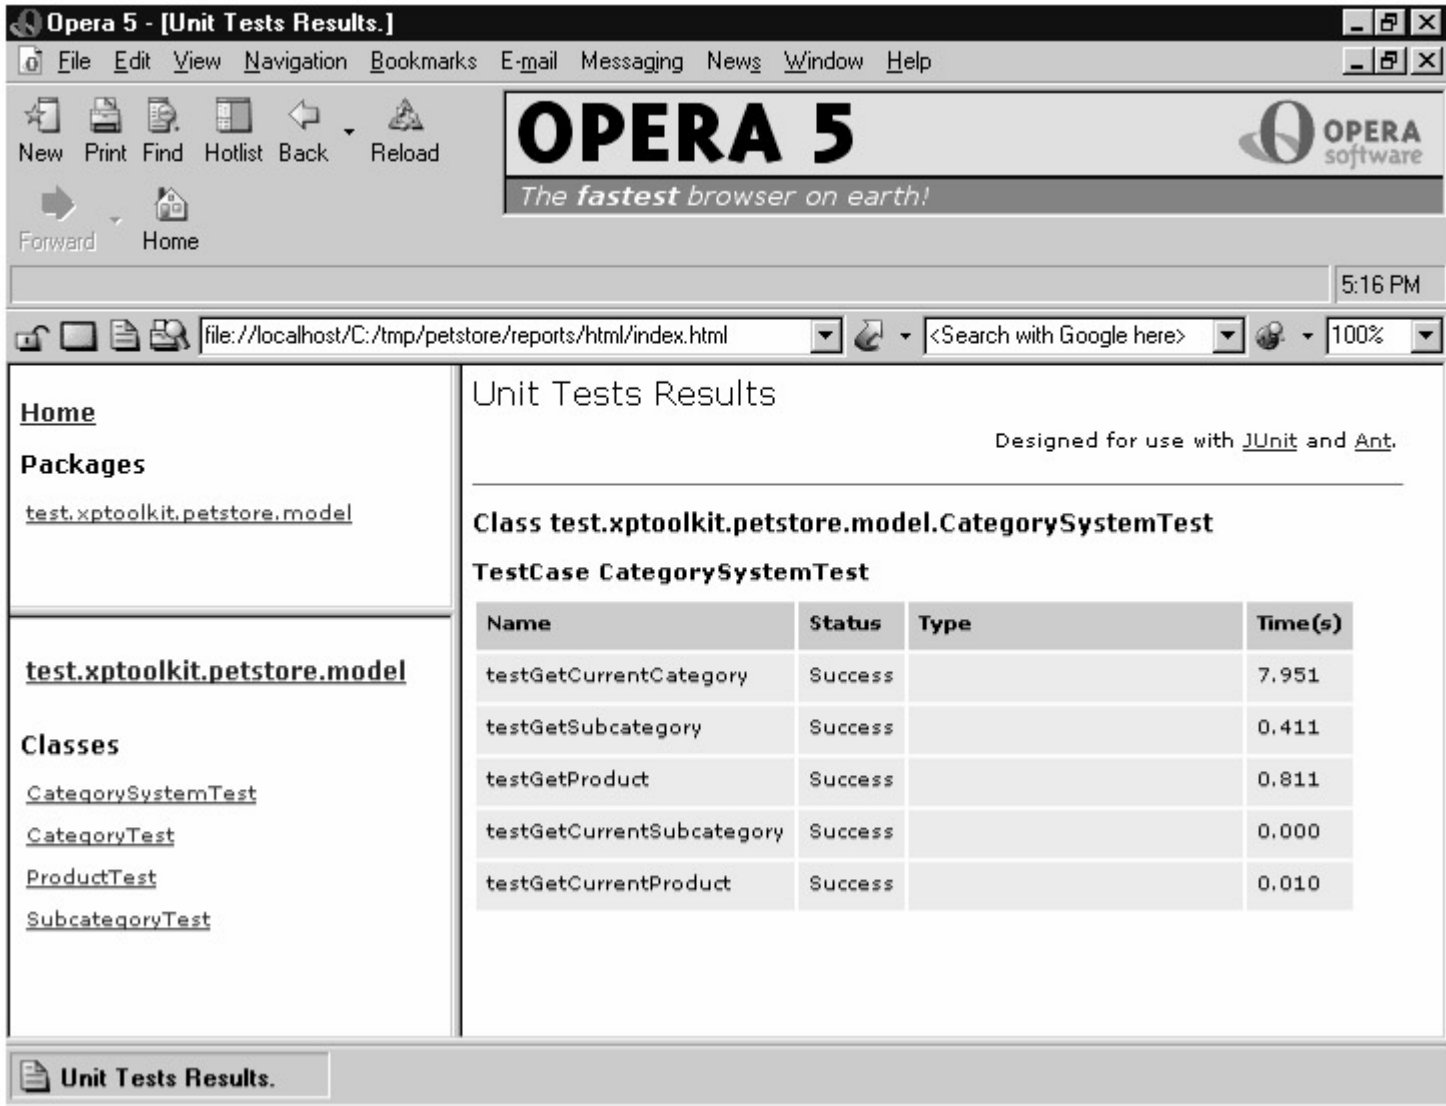 Opera 5 - [Unit Tests Results.]
File Edit View Navigation Bookmarks E-mail Messaging News Window Help
New Print Find Hotlist Back Reload
OPERA 5
OPERA software
The fastest browser on earth!
Forward Home
5:16 PM
file://localhost/C:/tmp/petstore/reports/html/index.html <Search with Google here> 100%
Home
Packages
test.xptoolkit.petstore.model
test.xptoolkit.petstore.model
Classes
CategorySystemTest
CategoryTest
ProductTest
SubcategoryTest
Unit Tests Results
Designed for use with JUnit and Ant.
Class test.xptoolkit.petstore.model.CategorySystemTest
TestCase CategorySystemTest
Name Status Type Time(s)
testGetCurrentCategory Success 7.951
testGetSubcategory Success 0.411
testGetProduct Success 0.811
testGetCurrentSubcategory Success 0.000
testGetCurrentProduct Success 0.010
Unit Tests Results.